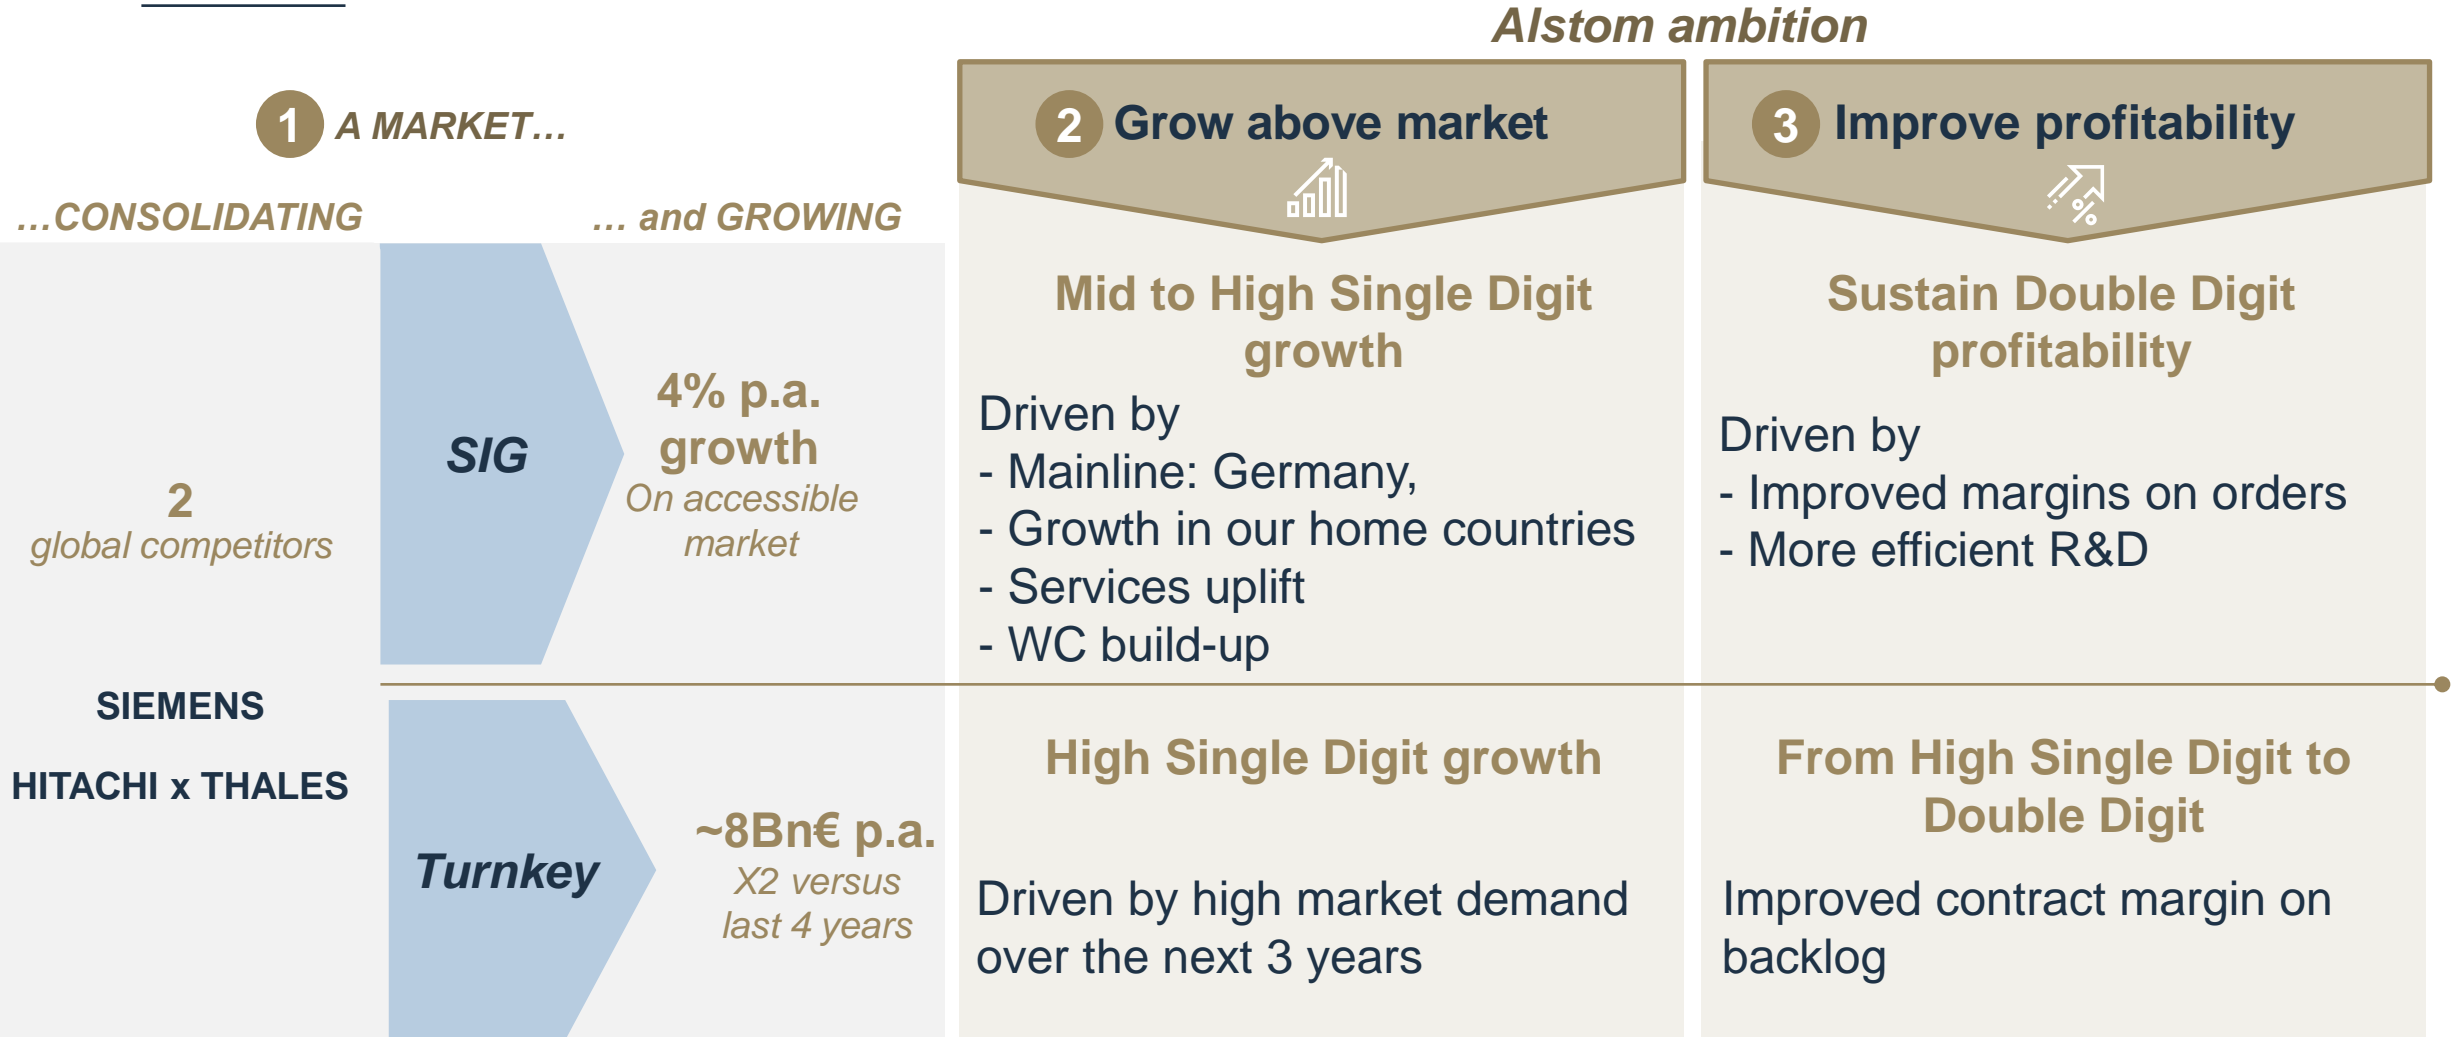 Alstom ambition
1 A MARKET…
…CONSOLIDATING
… and GROWING
2
global competitors
SIEMENS
HITACHI x THALES
SIG
4% p.a.
growth
On accessible
market
Turnkey
~8Bn€ p.a.
X2 versus
last 4 years
2 Grow above market
Mid to High Single Digit
growth
Driven by
- Mainline: Germany,
- Growth in our home countries
- Services uplift
- WC build-up
High Single Digit growth
Driven by high market demand
over the next 3 years
3 Improve profitability
%
Sustain Double Digit
profitability
Driven by
- Improved margins on orders
- More efficient R&D
From High Single Digit to
Double Digit
Improved contract margin on
backlog